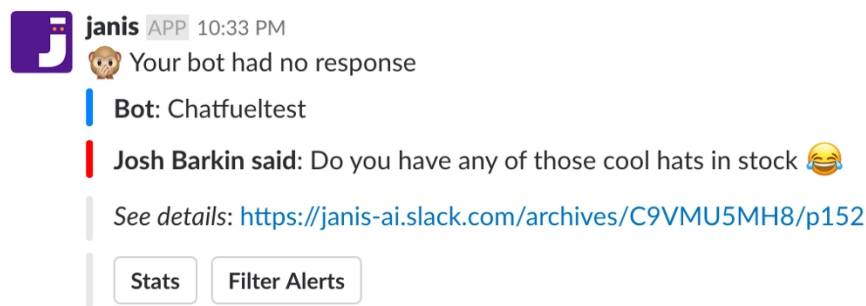 janis APP 10:33 PM
🙊 Your bot had no response
Bot: Chatfueltest
Josh Barkin said: Do you have any of those cool hats in stock 😂
See details: https://janis-ai.slack.com/archives/C9VMU5MH8/p152
Stats Filter Alerts